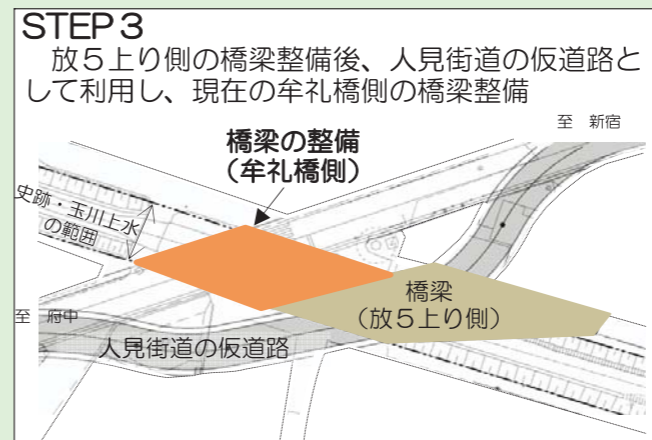 STEP3
放5上り側の橋梁整備後、人見街道の仮道路と
して利用し、現在の牟礼橋側の橋梁整備
至 新宿
橋梁の整備
（牟礼橋側）
史跡・玉川上水
の範囲
橋梁
（放5上り側）
至 府中
人見街道の仮道路